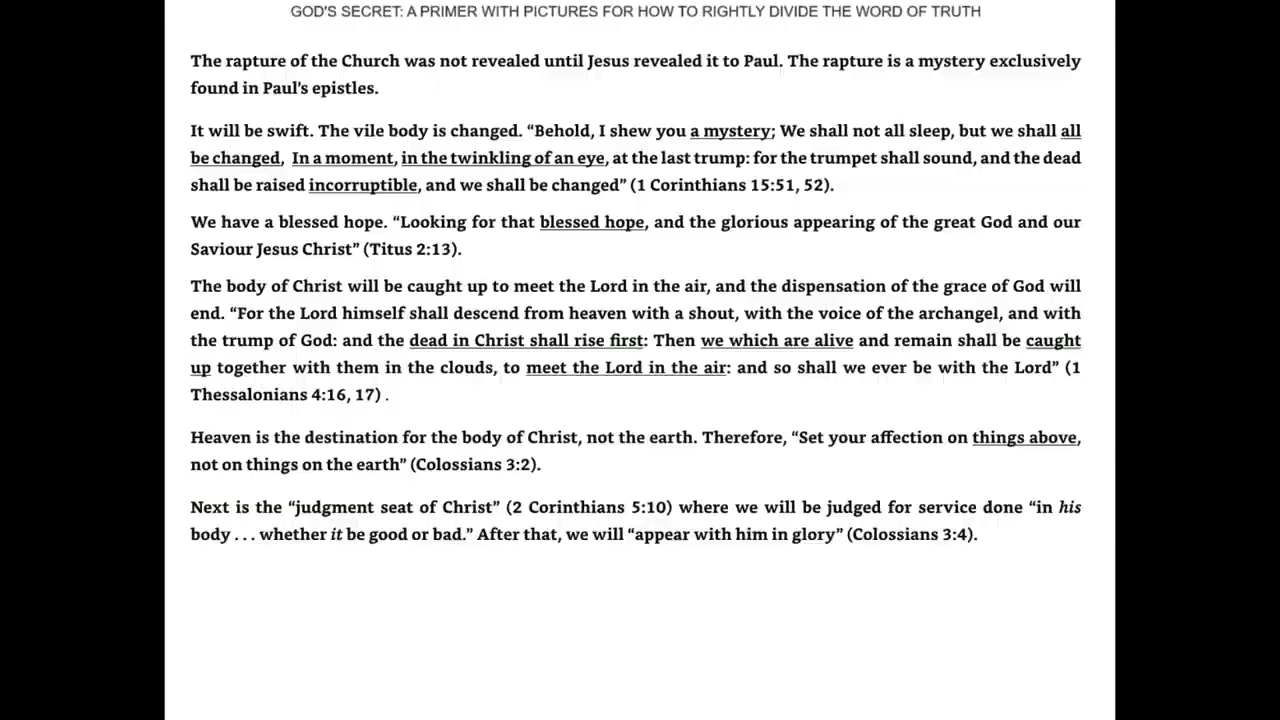 GOD'S SECRET: A PRIMER WITH PICTURES FOR HOW TO RIGHTLY DIVIDE THE WORD OF TRUTH
The rapture of the Church was not revealed until Jesus revealed it to Paul. The rapture is a mystery exclusively
found in Paul's epistles.
It will be swift. The vile body is changed. “Behold, I shew you a mystery; We shall not all sleep, but we shall all
be changed, In a moment, in the twinkling of an eye, at the last trump: for the trumpet shall sound, and the dead
shall be raised incorruptible, and we shall be changed” (1 Corinthians 15:51, 52).
We have a blessed hope. “Looking for that blessed hope, and the glorious appearing of the great God and our
Saviour Jesus Christ” (Titus 2:13).
The body of Christ will be caught up to meet the Lord in the air, and the dispensation of the grace of God will
end. “For the Lord himself shall descend from heaven with a shout, with the voice of the archangel, and with
the trump of God: and the dead in Christ shall rise first: Then we which are alive and remain shall be caught
up together with them in the clouds, to meet the Lord in the air: and so shall we ever be with the Lord” (1
Thessalonians 4:16, 17) .
Heaven is the destination for the body of Christ, not the earth. Therefore, “Set your affection on things above,
not on things on the earth” (Colossians 3:2).
Next is the “judgment seat of Christ” (2 Corinthians 5:10) where we will be judged for service done “in his
body . . . whether it be good or bad.” After that, we will “appear with him in glory” (Colossians 3:4).